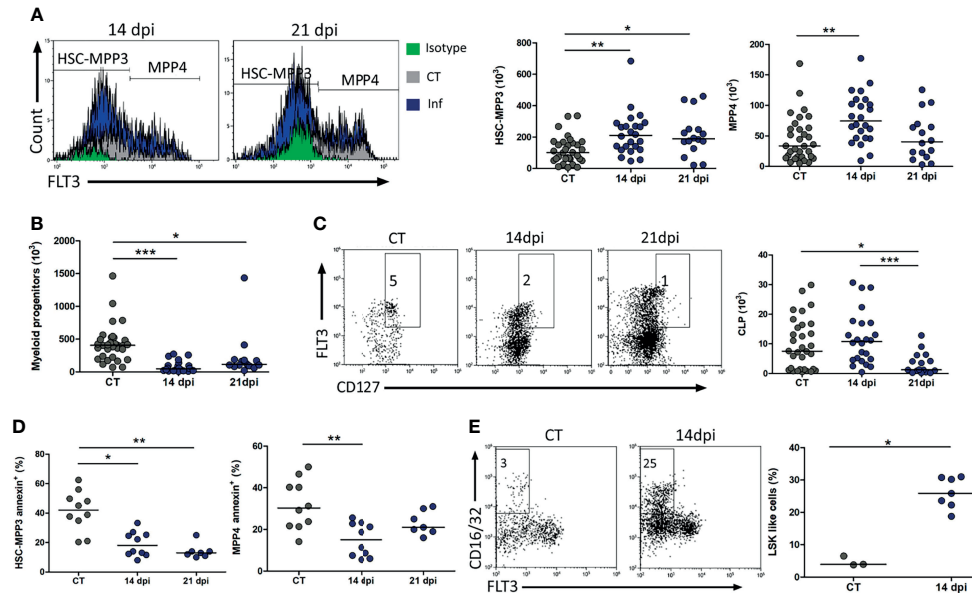 A
14 dpi
21 dpi
HSC-MPP3
MPP4
HSC-MPP3
MPP4
Isotype
CT
Inf
Count
FLT3
HSC-MPP3 (10³)
800
600
400
200
0
CT
14 dpi
21 dpi
*
**
MPP4 (10³)
200
150
100
50
0
CT
14 dpi
21 dpi
**
B
Myeloid progenitors (10³)
2000
1500
1000
500
0
CT
14 dpi
21dpi
*
***
C
CT
14dpi
21dpi
5
2
1
FLT3
CD127
CLP (10³)
40
30
20
10
0
CT
14 dpi
21dpi
*
***
D
HSC-MPP3 annexin⁺ (%)
80
60
40
20
0
CT
14 dpi
21 dpi
**
*
MPP4 annexin⁺ (%)
60
40
20
0
CT
14 dpi
21 dpi
**
E
CT
14dpi
3
25
CD16/32
FLT3
LSK like cells (%)
40
30
20
10
0
CT
14 dpi
*